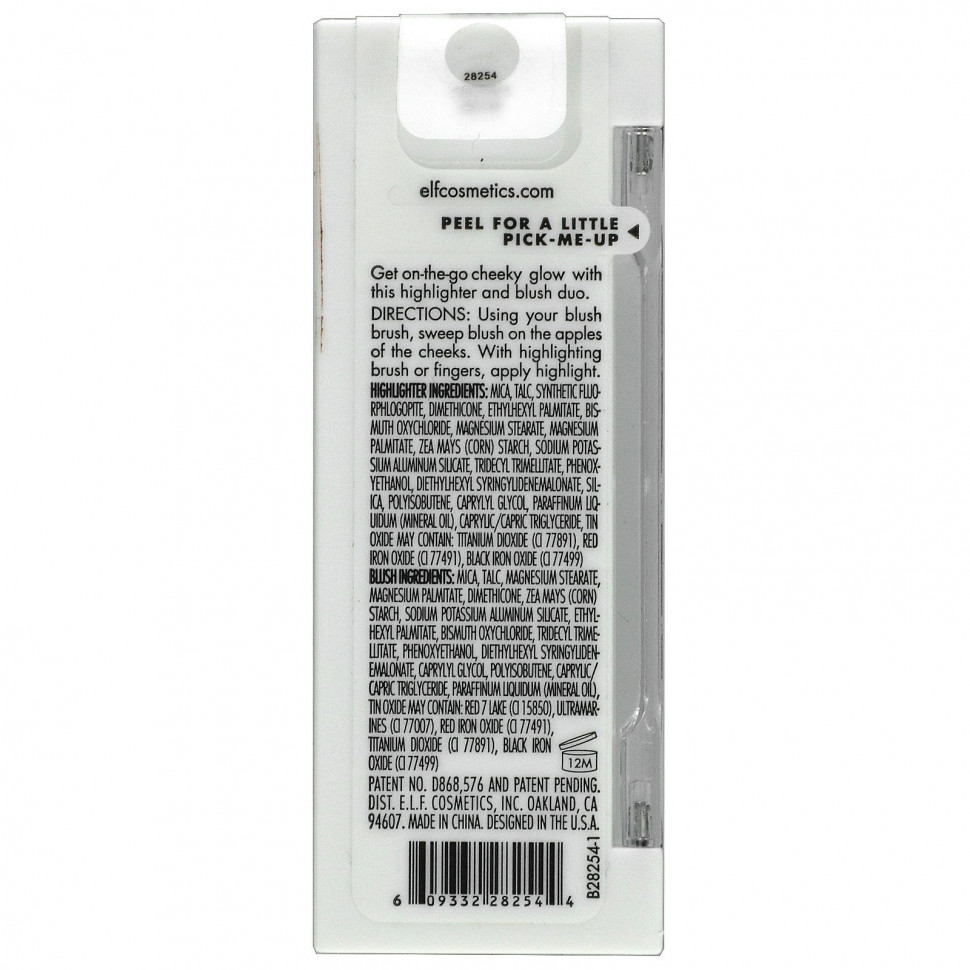 28254
elfcosmetics.com
PEEL FOR A LITTLE
PICK-ME-UP
Get on-the-go cheeky glow with
this highlighter and blush duo.
DIRECTIONS: Using your blush
brush, sweep blush on the apples
of the cheeks. With highlighting
brush or fingers, apply highlight.
HIGHLIGHTER INGREDIENTS: MICA, TALC, SYNTHETIC FLUO-
RPHLOGOPITE, DIMETHICONE, ETHYLHEXYL PALMITATE, BIS-
MUTH OXYCHLORIDE, MAGNESIUM STEARATE, MAGNESIUM
PALMITATE, ZEA MAYS (CORN) STARCH, SODIUM POTAS-
SIUM ALUMINUM SILICATE, TRIDECYL TRIMELLITATE, PHENOX-
YETHANOL, DIETHYLHEXYL SYRINGYLIDENEMALONATE, SIL-
ICA, POLYISOBUTENE, CAPRYLYL GLYCOL, PARAFFINUM LIQ-
UIDUM (MINERAL OIL), CAPRYLIC/CAPRIC TRIGLYCERIDE, TIN
OXIDE MAY CONTAIN: TITANIUM DIOXIDE (CI 77891), RED
IRON OXIDE (CI 77491), BLACK IRON OXIDE (CI 77499)
BLUSH INGREDIENTS: MICA, TALC, MAGNESIUM STEARATE,
MAGNESIUM PALMITATE, DIMETHICONE, ZEA MAYS (CORN)
STARCH, SODIUM POTASSIUM ALUMINUM SILICATE, ETHYL-
HEXYL PALMITATE, BISMUTH OXYCHLORIDE, TRIDECYL TRIME-
LLITATE, PHENOXYETHANOL, DIETHYLHEXYL SYRINGYLIDEN-
EMALONATE, CAPRYLYL GLYCOL, POLYISOBUTENE, CAPRYLIC/
CAPRIC TRIGLYCERIDE, PARAFFINUM LIQUIDUM (MINERAL OIL),
TIN OXIDE MAY CONTAIN: RED 7 LAKE (CI 15850), ULTRAMAR-
INES (CI 77007), RED IRON OXIDE (CI 77491),
TITANIUM DIOXIDE (CI 77891), BLACK IRON
OXIDE (CI 77499)
12M
PATENT NO. D868,576 AND PATENT PENDING.
DIST. E.L.F. COSMETICS, INC. OAKLAND, CA
94607. MADE IN CHINA. DESIGNED IN THE U.S.A.
B28254-1
6 09332 28254 4